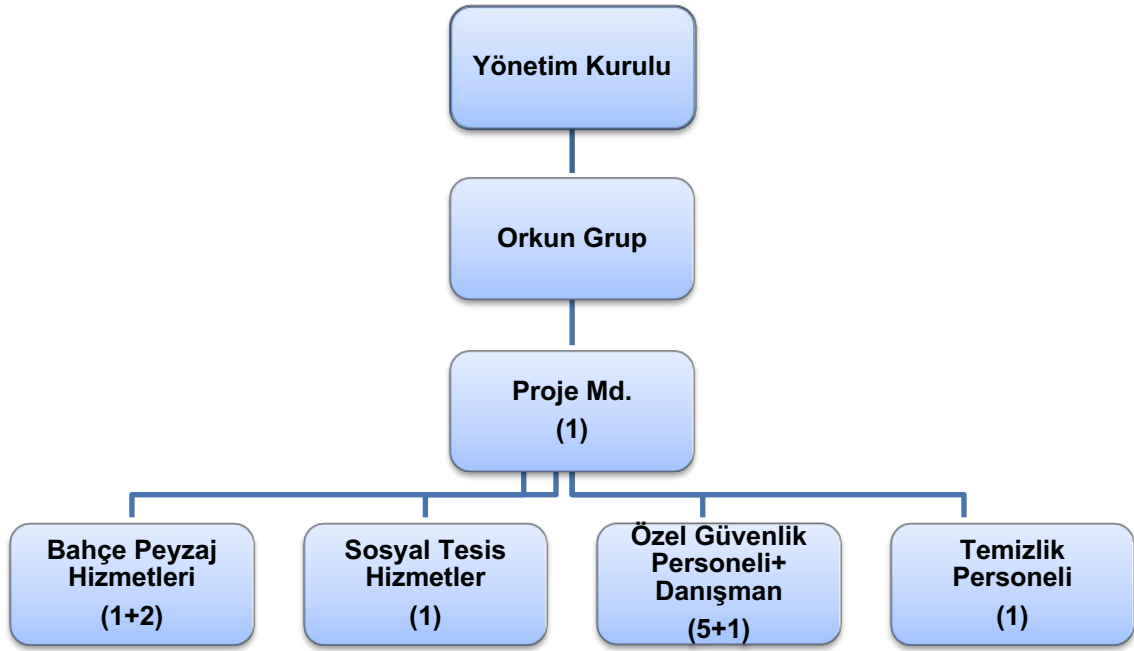 Yönetim Kurulu
Orkun Grup
Proje Md.
(1)
Bahçe Peyzaj
Hizmetleri
(1+2)
Sosyal Tesis
Hizmetler
(1)
Özel Güvenlik
Personeli+
Danışman
(5+1)
Temizlik
Personeli
(1)